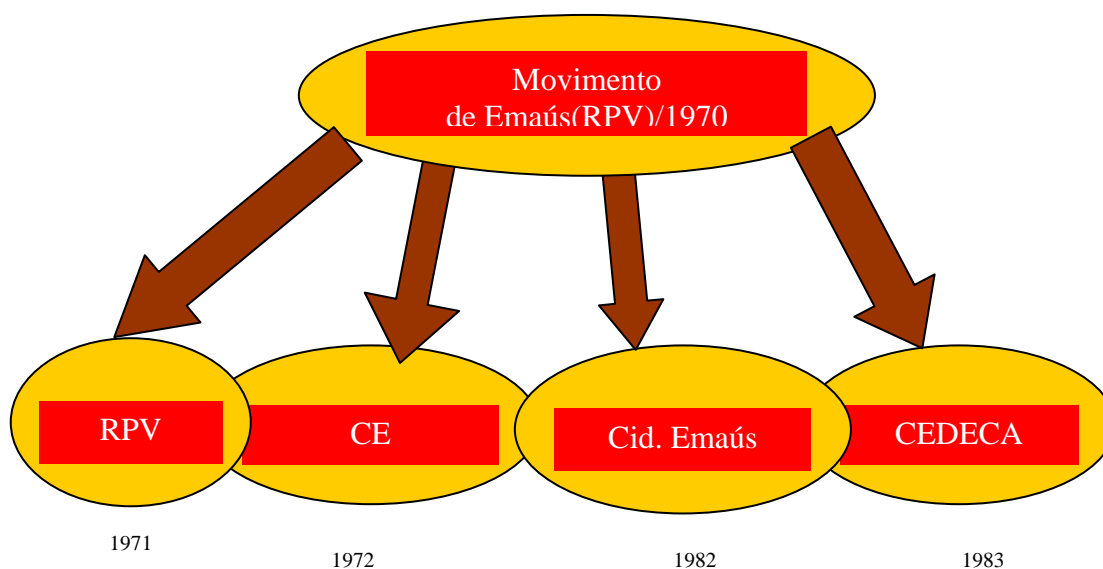 Movimento
de Emaús(RPV)/1970
RPV
CE
Cid. Emaús
CEDECA
1971
1972
1982
1983